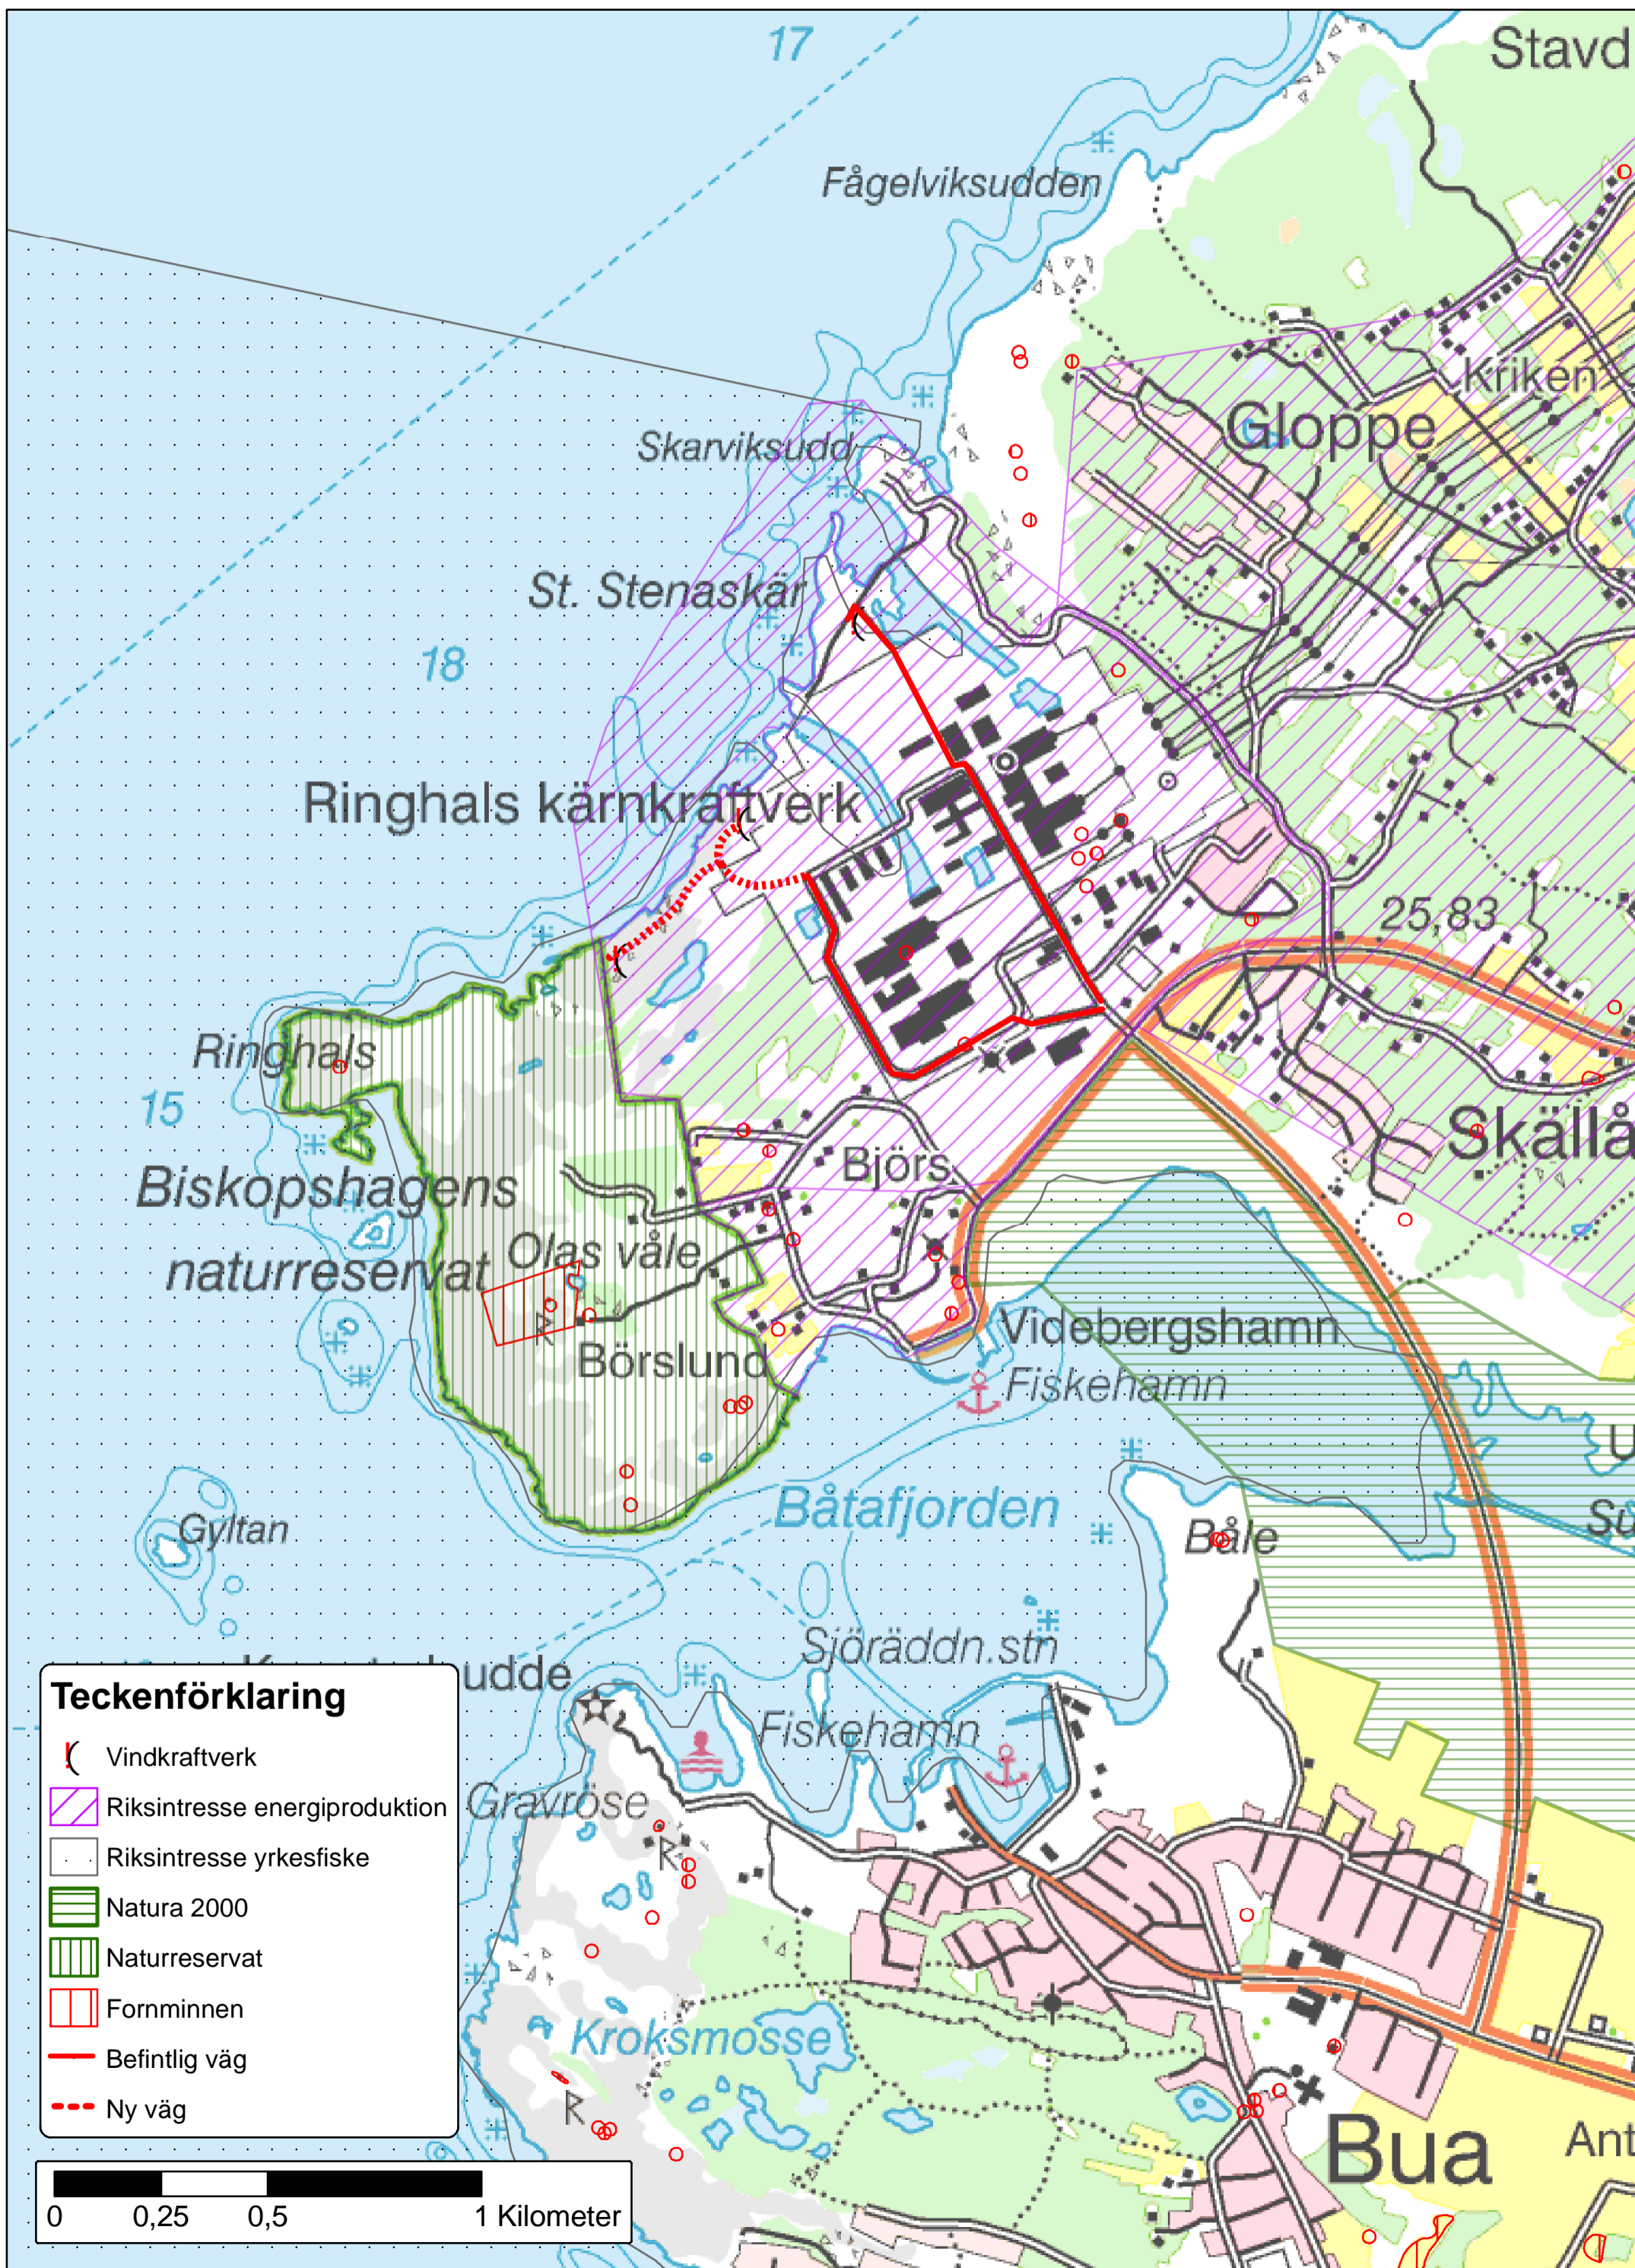 17
Stavd
Fågelviksudden
Kriken
Gloppe
Skarviksudd
St. Stenaskär
18
Ringhals kärnkraftverk
25,83
Ringhals
15
Skällå
Björs
Biskopshagens
naturreservat
Olas våle
Videbergshamn
Börslund
Fiskehamn
U
Båtafjorden
Gyltan
Båle
Su
Sjöräddn.stn
udde
Fiskehamn
Gravröse
R
R
R
Kroksmosse
Bua
Ant
Teckenförklaring
Vindkraftverk
Riksintresse energiproduktion
Riksintresse yrkesfiske
Natura 2000
Naturreservat
Fornminnen
Befintlig väg
Ny väg
0 0,25 0,5 1 Kilometer